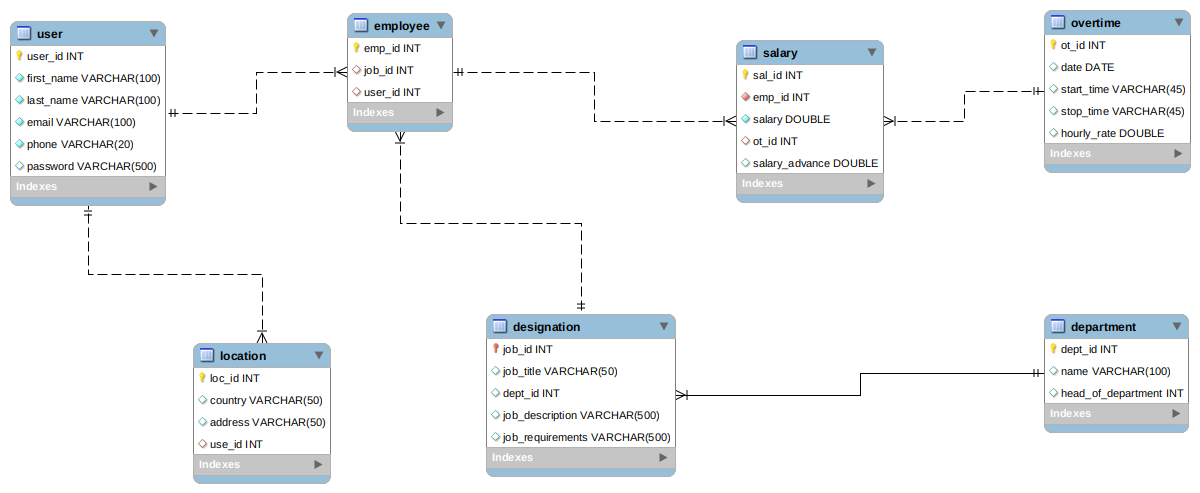 user
user_id INT
first_name VARCHAR(100)
last_name VARCHAR(100)
email VARCHAR(100)
phone VARCHAR(20)
password VARCHAR(500)
Indexes
employee
emp_id INT
job_id INT
user_id INT
Indexes
salary
sal_id INT
emp_id INT
salary DOUBLE
ot_id INT
salary_advance DOUBLE
Indexes
overtime
ot_id INT
date DATE
start_time VARCHAR(45)
stop_time VARCHAR(45)
hourly_rate DOUBLE
Indexes
location
loc_id INT
country VARCHAR(50)
address VARCHAR(50)
use_id INT
Indexes
designation
job_id INT
job_title VARCHAR(50)
dept_id INT
job_description VARCHAR(500)
job_requirements VARCHAR(500)
Indexes
department
dept_id INT
name VARCHAR(100)
head_of_department INT
Indexes